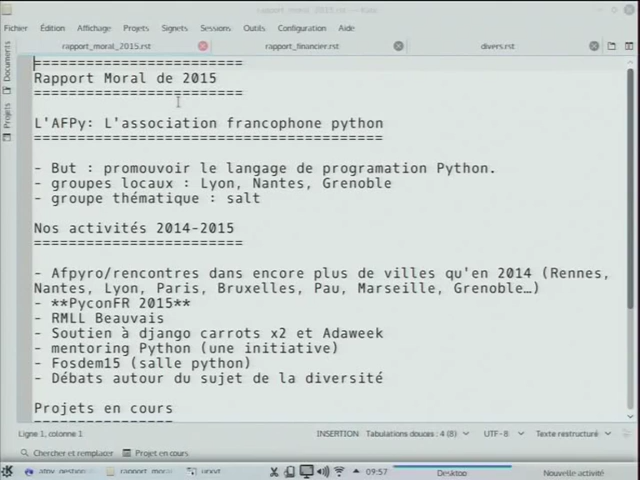 rapport_moral_2015.rst — Kate
Fichier Édition Affichage Projets Signets Sessions Outils Configuration Aide
rapport_moral_2015.rst rapport_financier.rst divers.rst
Documents
Projets
========================
Rapport Moral de 2015
========================
L'AFPy: L'association francophone python
========================================
- But : promouvoir le langage de programation Python.
- groupes locaux : Lyon, Nantes, Grenoble
- groupe thématique : salt
Nos activités 2014-2015
========================
- Afpyro/rencontres dans encore plus de villes qu'en 2014 (Rennes,
Nantes, Lyon, Paris, Bruxelles, Pau, Marseille, Grenoble…)
- **PyconFR 2015**
- RMLL Beauvais
- Soutien à django carrots x2 et Adaweek
- mentoring Python (une initiative)
- Fosdem15 (salle python)
- Débats autour du sujet de la diversité
Projets en cours
================
Ligne 1, colonne 1 INSERTION Tabulations douces : 4 (8) UTF-8 Texte restructuré
Chercher et remplacer Projet en cours
09:57 Desktop Nouvelle activité